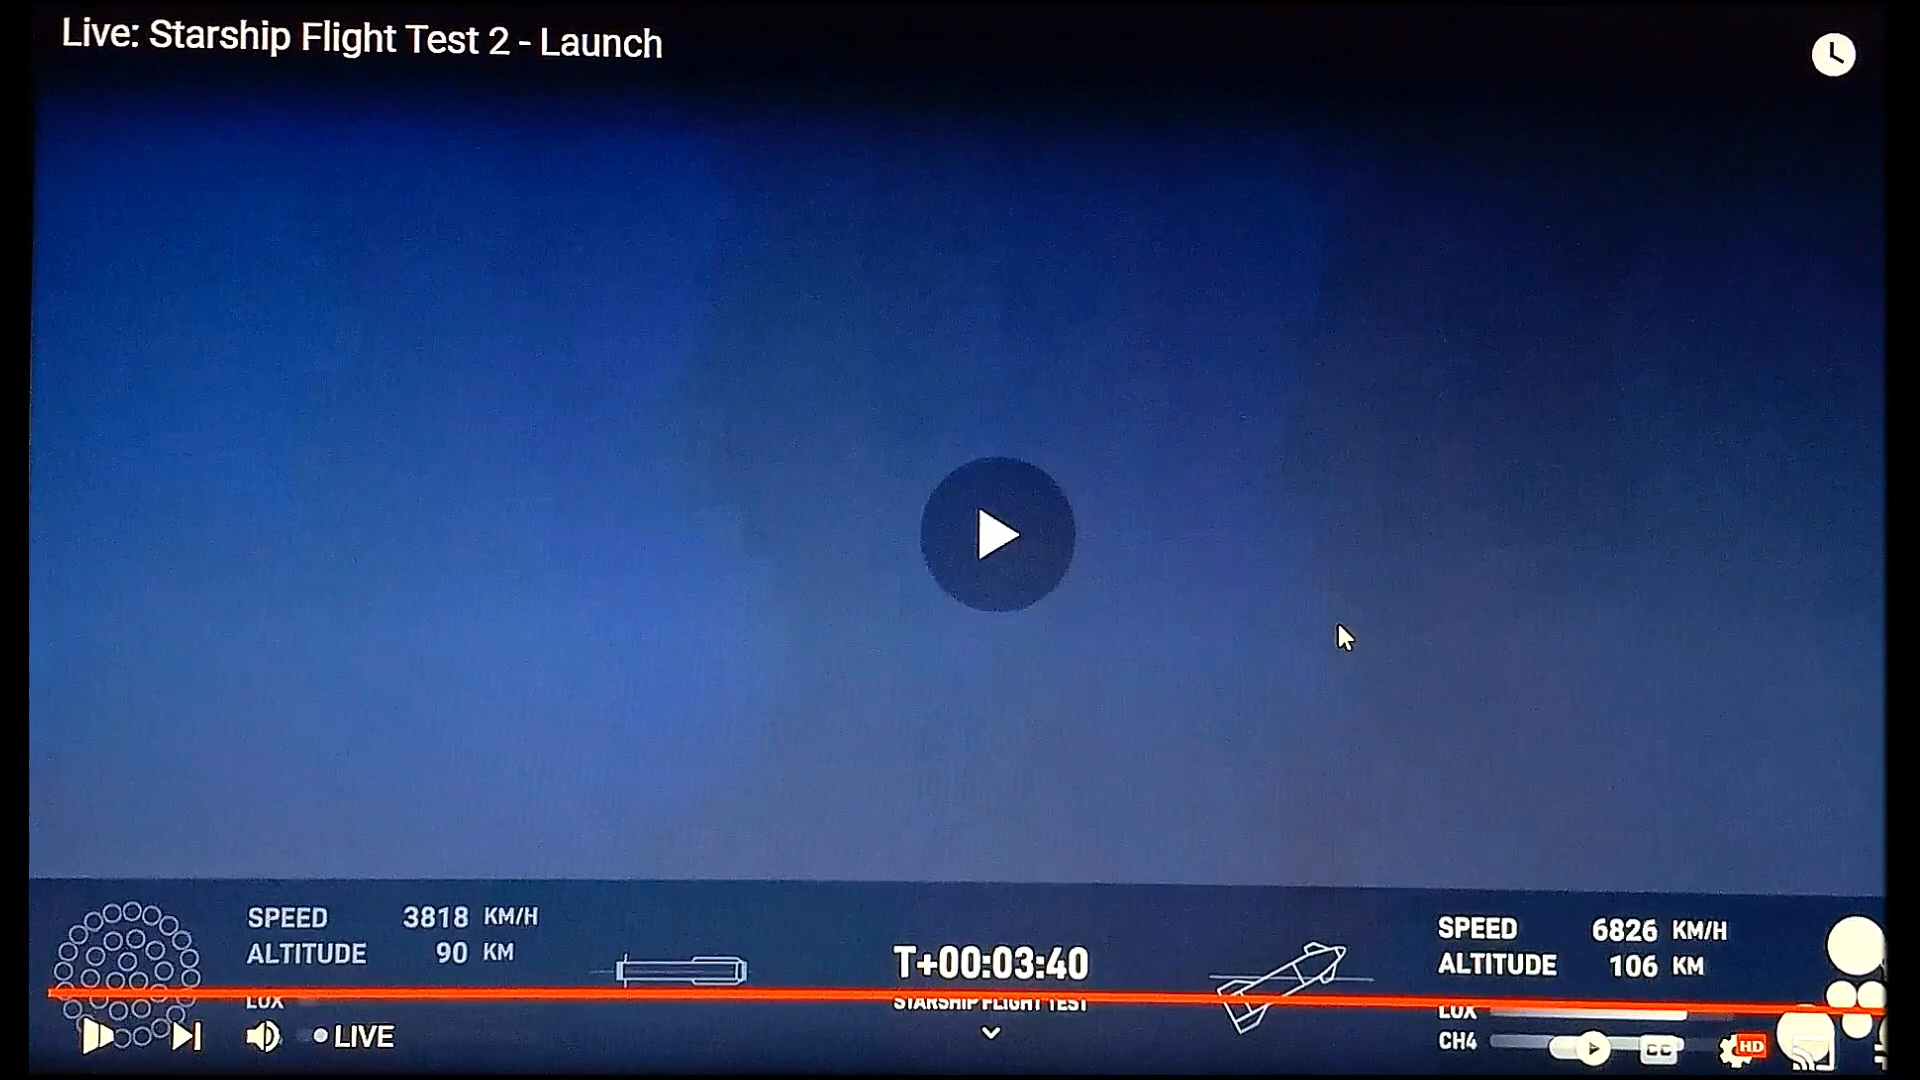 Live: Starship Flight Test 2 - Launch
SPEED 3818 KM/H
ALTITUDE 90 KM
LOX
T+00:03:40
STARSHIP FLIGHT TEST
SPEED 6826 KM/H
ALTITUDE 106 KM
LOX
CH4
LIVE
CC
HD